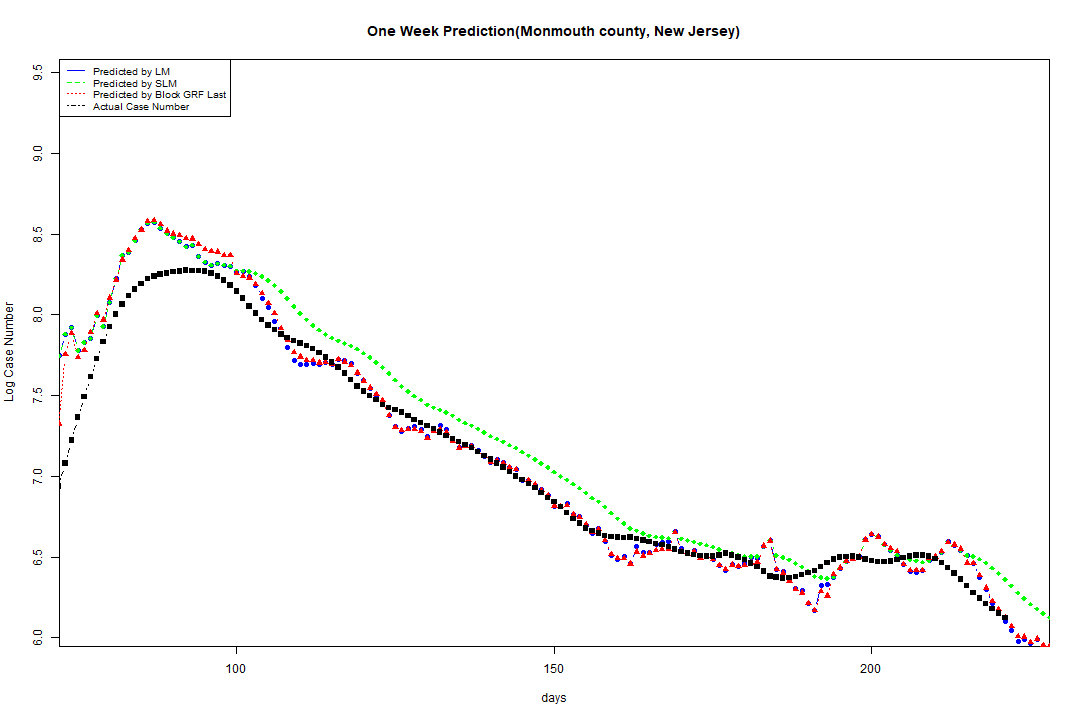 One Week Prediction(Monmouth county, New Jersey)
Predicted by LM
Predicted by SLM
Predicted by Block GRF Last
Actual Case Number
9.5
9.0
8.5
8.0
7.5
7.0
6.5
6.0
Log Case Number
100 150 200
days